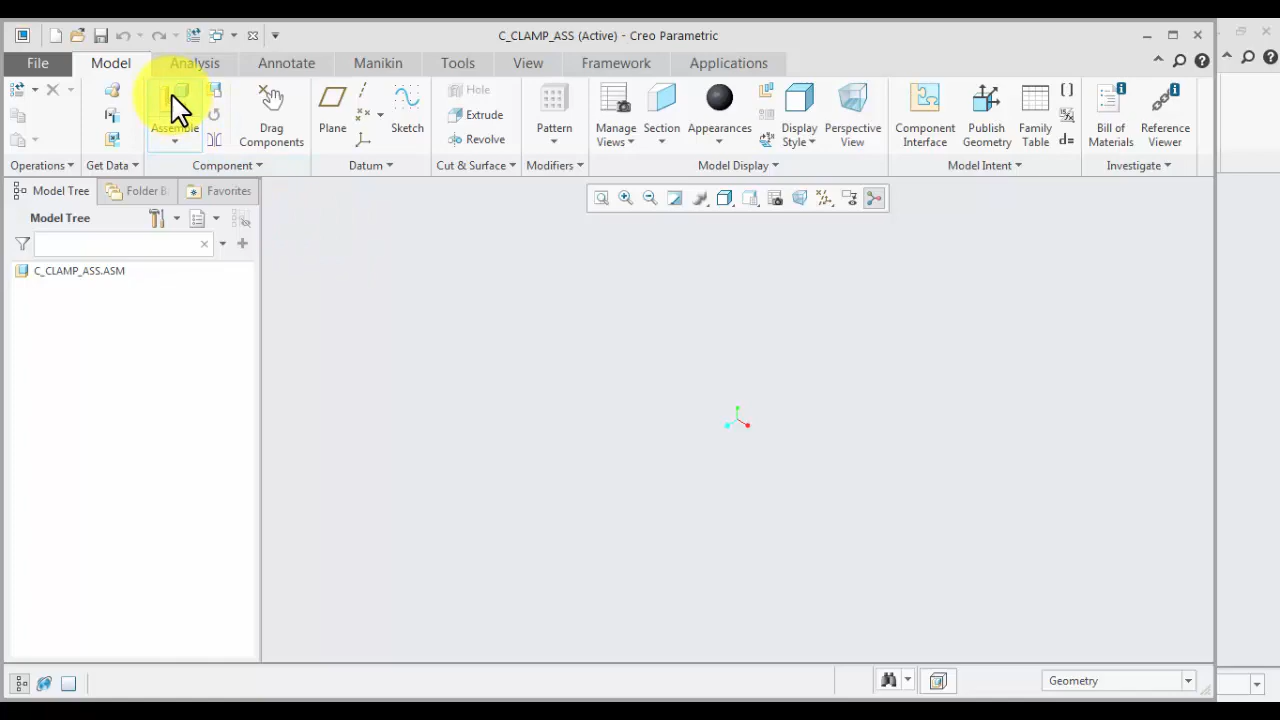 C_CLAMP_ASS (Active) - Creo Parametric
File Model Analysis Annotate Manikin Tools View Framework Applications
Hole
Extrude
Revolve
Assemble Drag Components Plane Sketch Pattern Manage Views Section Appearances Display Style Perspective View Component Interface Publish Geometry Family Table Bill of Materials Reference Viewer
Operations Get Data Component Datum Cut & Surface Modifiers Model Display Model Intent Investigate
Model Tree Folder B Favorites
Model Tree
C_CLAMP_ASS.ASM
Geometry